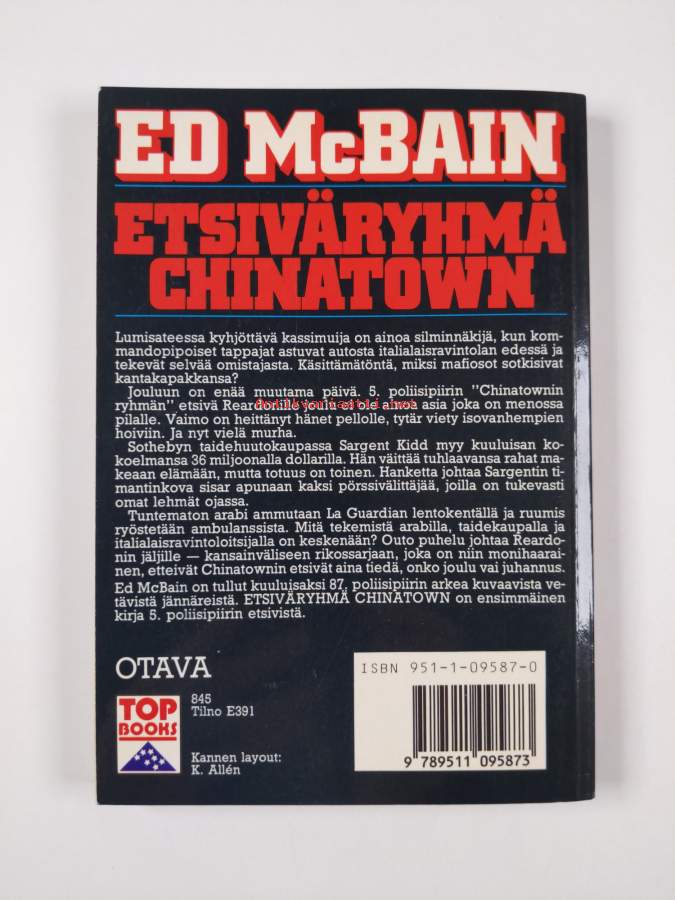 ED McBAIN
ETSIVÄRYHMÄ
CHINATOWN
Lumisateessa kyhjöttävä kassimuija on ainoa silminnäkijä, kun kom-
mandopipoiset tappajat astuvat autosta italialaisravintolan edessä ja
tekevät selvää omistajasta. Käsittämätöntä, miksi mafiosot sotkisivat
kantakapakkansa?
Jouluun on enää muutama päivä. 5. poliisipiirin "Chinatownin
ryhmän" etsivä Reardonille joulu ei ole ainoa asia joka on menossa
pilalle. Vaimo on heittänyt hänet pellolle, tytär viety isovanhempien
hoiviin. Ja nyt vielä murha.
Sothebyn taidehuutokaupassa Sargent Kidd myy kuuluisan ko-
koelmansa 36 miljoonalla dollarilla. Hän väittää tuhlaavansa rahat ma-
keaan elämään, mutta totuus on toinen. Hanketta johtaa Sargentin ti-
mantinkova sisar apunaan kaksi pörssivälittäjää, joilla on tukevasti
omat lehmät ojassa.
Tuntematon arabi ammutaan La Guardian lentokentällä ja ruumis
ryöstetään ambulanssista. Mitä tekemistä arabilla, taidekaupalla ja
italialaisravintoloitsijalla on keskenään? Outo puhelu johtaa Reardo-
nin jäljille — kansainväliseen rikossarjaan, joka on niin monihaarai-
nen, etteivät Chinatownin etsivät aina tiedä, onko joulu vai juhannus.
Ed McBain on tullut kuuluisaksi 87. poliisipiirin arkea kuvaavista ve-
tävistä jännäreistä. ETSIVÄRYHMÄ CHINATOWN on ensimmäinen
kirja 5. poliisipiirin etsivistä.
OTAVA
TOP
BOOKS
845
Tilno E391
Kannen layout:
K. Allén
ISBN 951-1-09587-0
9 789511 095873